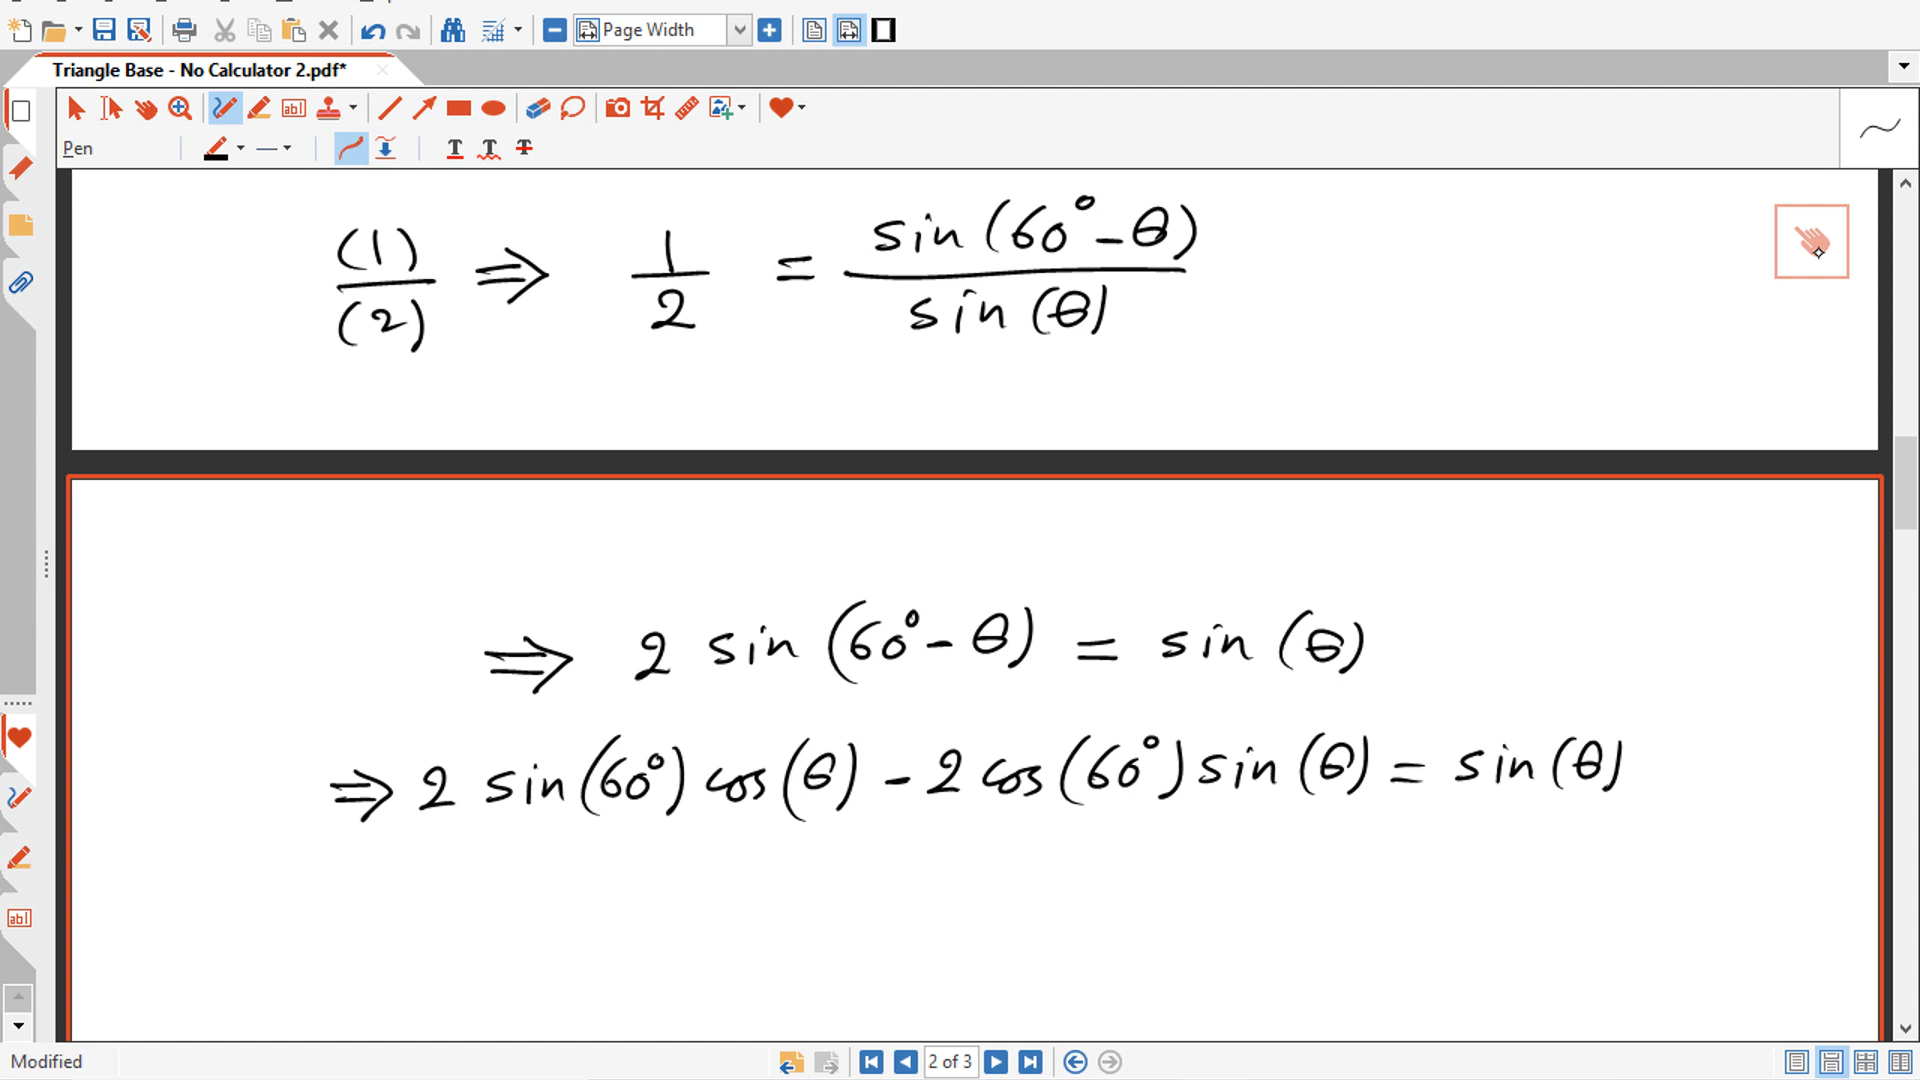 Page Width
Triangle Base - No Calculator 2.pdf*
Pen
(1)/(2) ⇒ 1/2 = sin(60° - θ)/sin(θ)
⇒ 2 sin(60° - θ) = sin(θ)
⇒ 2 sin(60°) cos(θ) - 2 cos(60°) sin(θ) = sin(θ)
Modified
2 of 3